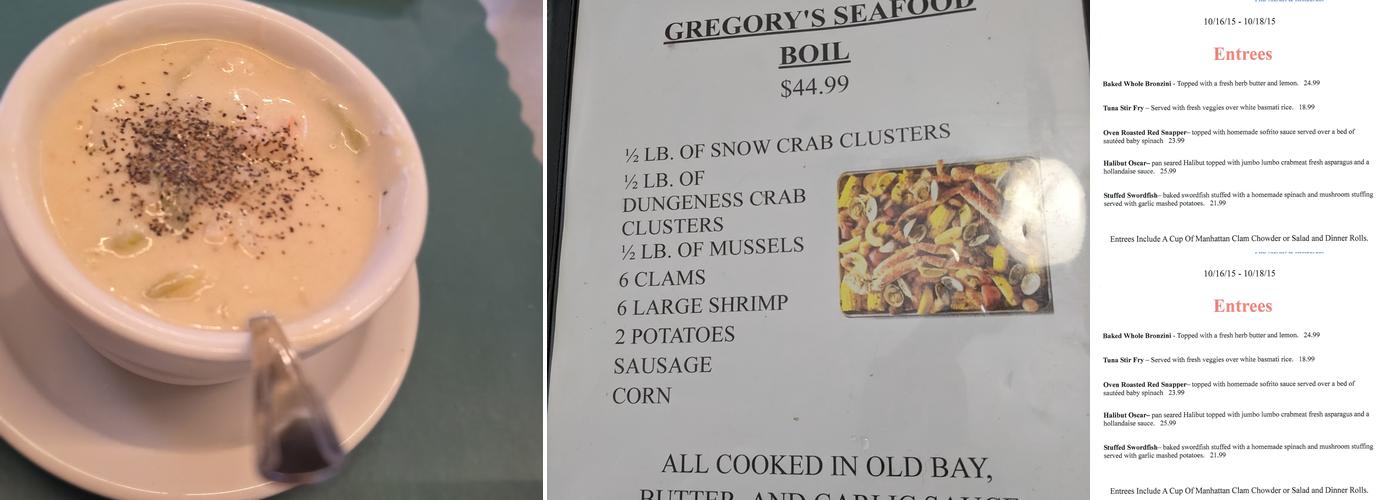 GREGORY'S SEAFOOD
BOIL
$44.99
½ LB. OF SNOW CRAB CLUSTERS
½ LB. OF
DUNGENESS CRAB
CLUSTERS
½ LB. OF MUSSELS
6 CLAMS
6 LARGE SHRIMP
2 POTATOES
SAUSAGE
CORN
ALL COOKED IN OLD BAY,
BUTTER, AND GARLIC SAUCE
10/16/15 - 10/18/15
Entrees
Baked Whole Bronzini - Topped with a fresh herb butter and lemon. 24.99
Tuna Stir Fry – Served with fresh veggies over white basmati rice. 18.99
Oven Roasted Red Snapper– topped with homemade sofrito sauce served over a bed of
sautéed baby spinach 23.99
Halibut Oscar– pan seared Halibut topped with jumbo lumbo crabmeat fresh asparagus and a
hollandaise sauce. 25.99
Stuffed Swordfish– baked swordfish stuffed with a homemade spinach and mushroom stuffing
served with garlic mashed potatoes. 21.99
Entrees Include A Cup Of Manhattan Clam Chowder or Salad and Dinner Rolls.
10/16/15 - 10/18/15
Entrees
Baked Whole Bronzini - Topped with a fresh herb butter and lemon. 24.99
Tuna Stir Fry – Served with fresh veggies over white basmati rice. 18.99
Oven Roasted Red Snapper– topped with homemade sofrito sauce served over a bed of
sautéed baby spinach 23.99
Halibut Oscar– pan seared Halibut topped with jumbo lumbo crabmeat fresh asparagus and a
hollandaise sauce. 25.99
Stuffed Swordfish– baked swordfish stuffed with a homemade spinach and mushroom stuffing
served with garlic mashed potatoes. 21.99
Entrees Include A Cup Of Manhattan Clam Chowder or Salad and Dinner Rolls.